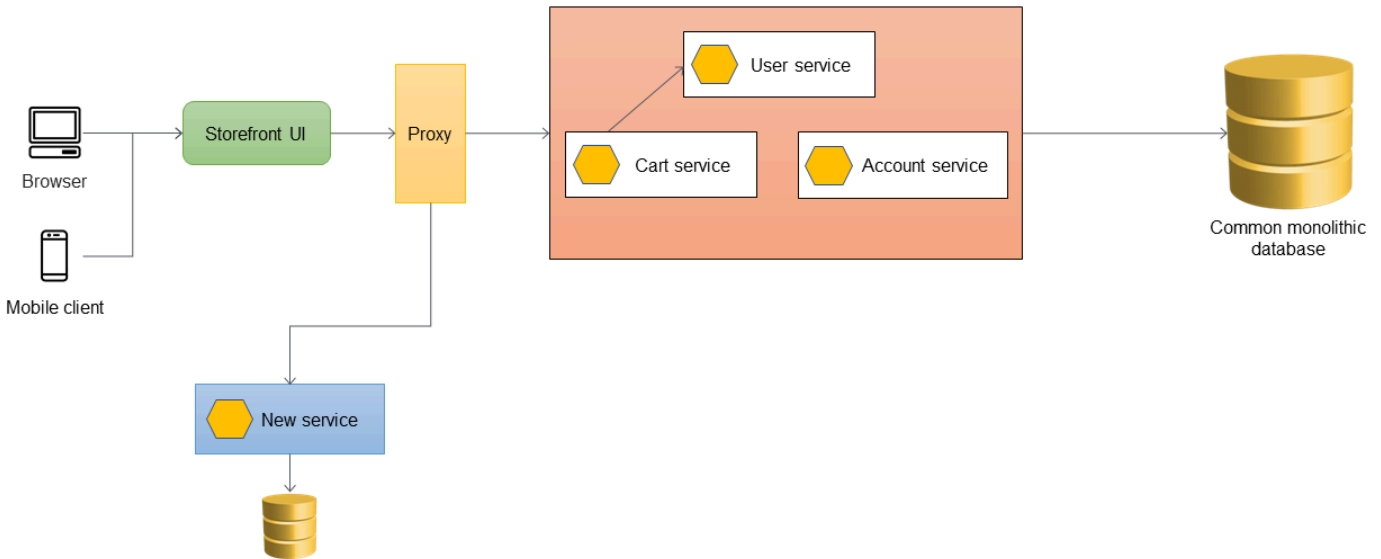 User service
Storefront UI
Proxy
Cart service
Account service
Browser
Common monolithic
database
Mobile client
New service